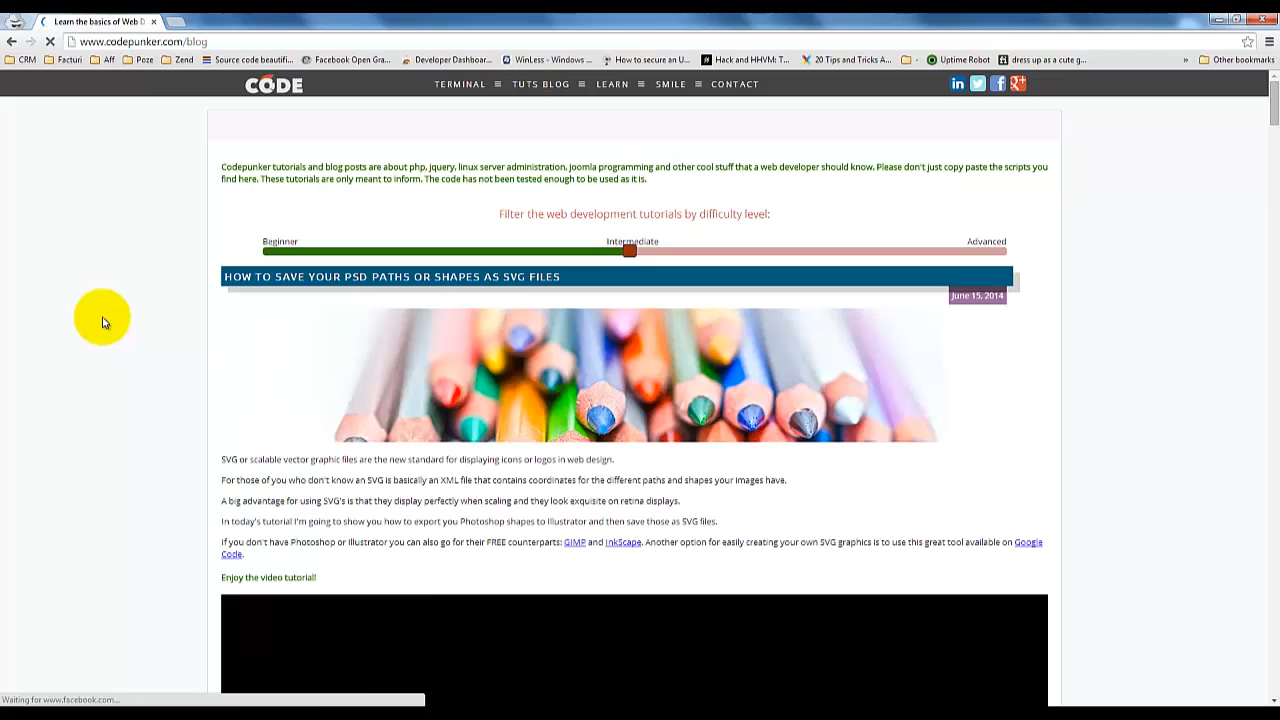 Learn the basics of Web D
www.codepunker.com/blog
CRM Facturi Aff Poze Zend Source code beautifi... Facebook Open Gra... Developer Dashboar... WinLess - Windows ... How to secure an U... Hack and HHVM: T... 20 Tips and Tricks A... Uptime Robot dress up as a cute g... » Other bookmarks
CODE TERMINAL TUTS BLOG LEARN SMILE CONTACT in f g+
Codepunker tutorials and blog posts are about php, jquery, linux server administration, joomla programming and other cool stuff that a web developer should know. Please don't just copy paste the scripts you
find here. These tutorials are only meant to inform. The code has not been tested enough to be used as it is.
Filter the web development tutorials by difficulty level:
Beginner Intermediate Advanced
HOW TO SAVE YOUR PSD PATHS OR SHAPES AS SVG FILES
June 15, 2014
SVG or scalable vector graphic files are the new standard for displaying icons or logos in web design.
For those of you who don't know an SVG is basically an XML file that contains coordinates for the different paths and shapes your images have.
A big advantage for using SVG's is that they display perfectly when scaling and they look exquisite on retina displays.
In today's tutorial I'm going to show you how to export you Photoshop shapes to Illustrator and then save those as SVG files.
If you don't have Photoshop or Illustrator you can also go for their FREE counterparts: GIMP and InkScape. Another option for easily creating your own SVG graphics is to use this great tool available on Google
Code.
Enjoy the video tutorial!
Waiting for www.facebook.com...